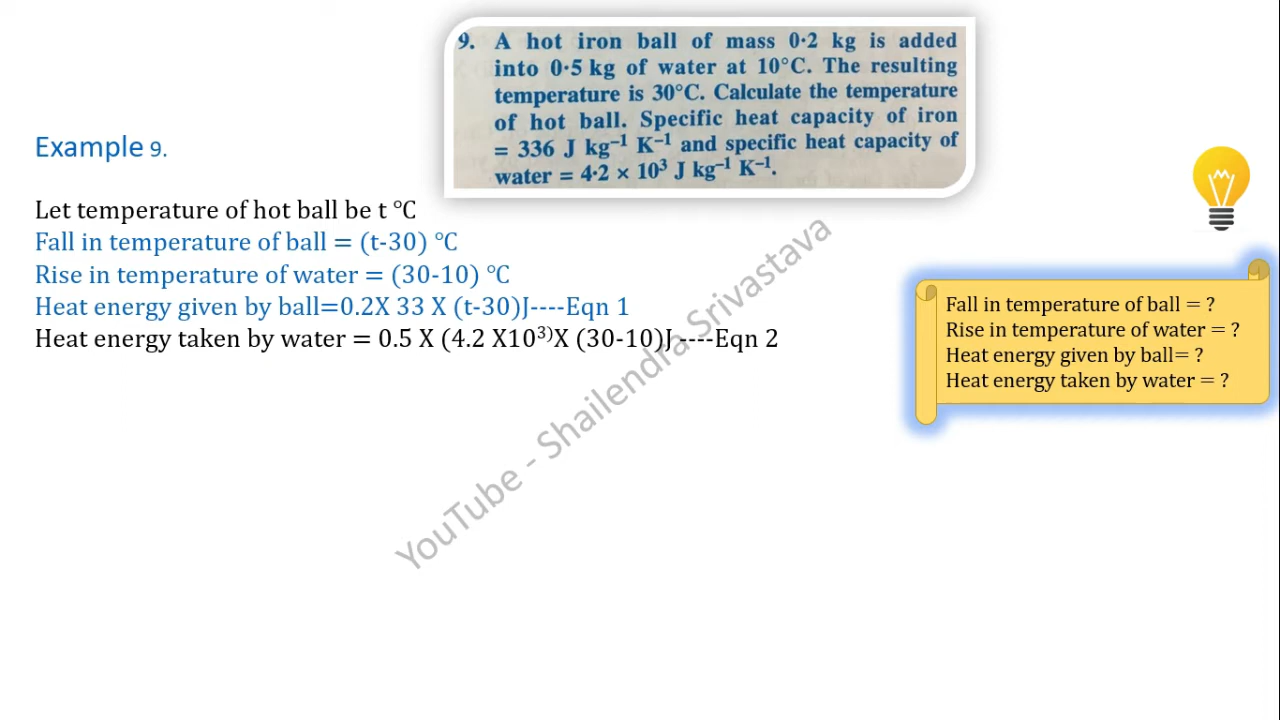 9. A hot iron ball of mass 0·2 kg is added
into 0·5 kg of water at 10°C. The resulting
temperature is 30°C. Calculate the temperature
of hot ball. Specific heat capacity of iron
= 336 J kg⁻¹ K⁻¹ and specific heat capacity of
water = 4·2 × 10³ J kg⁻¹ K⁻¹.
Example 9.
Let temperature of hot ball be t °C
Fall in temperature of ball = (t-30) °C
Rise in temperature of water = (30-10) °C
Heat energy given by ball=0.2X 33 X (t-30)J----Eqn 1
Heat energy taken by water = 0.5 X (4.2 X10³⁾X (30-10)J ----Eqn 2
Fall in temperature of ball = ?
Rise in temperature of water = ?
Heat energy given by ball= ?
Heat energy taken by water = ?
YouTube - Shailendra Srivastava